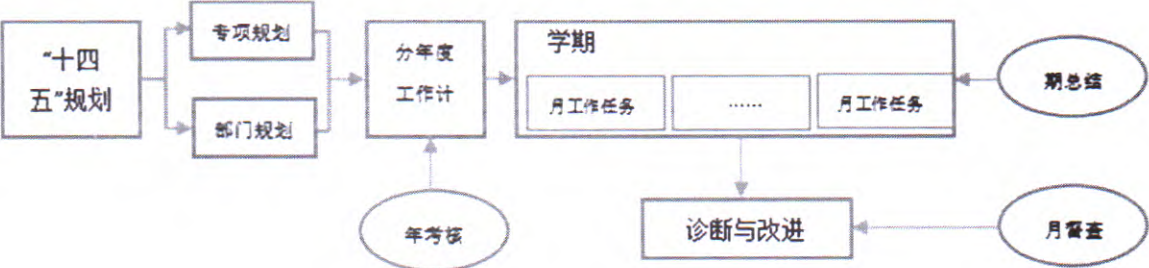 “十四
五”规划
专项规划
部门规划
分年度
工作计
年考核
学期
月工作任务
……
月工作任务
诊断与改进
期总结
月督查